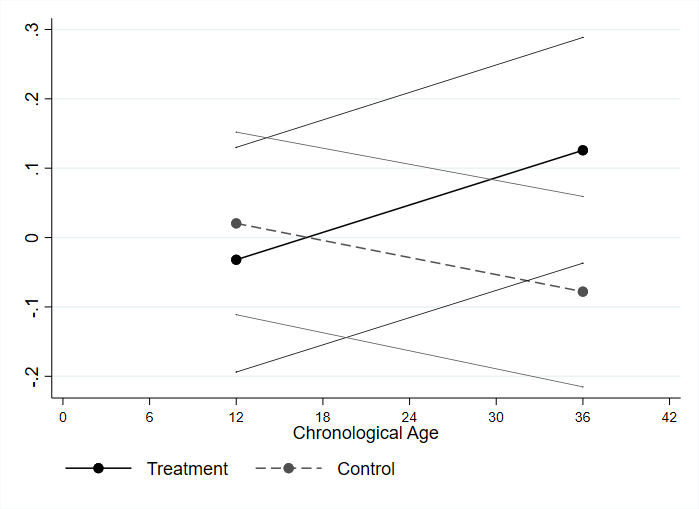 .3
.2
.1
0
-.1
-.2
0 6 12 18 24 30 36 42
Chronological Age
Treatment Control